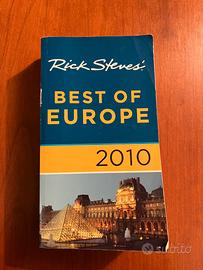 Rick Steves'
BEST OF
EUROPE
2010
subito